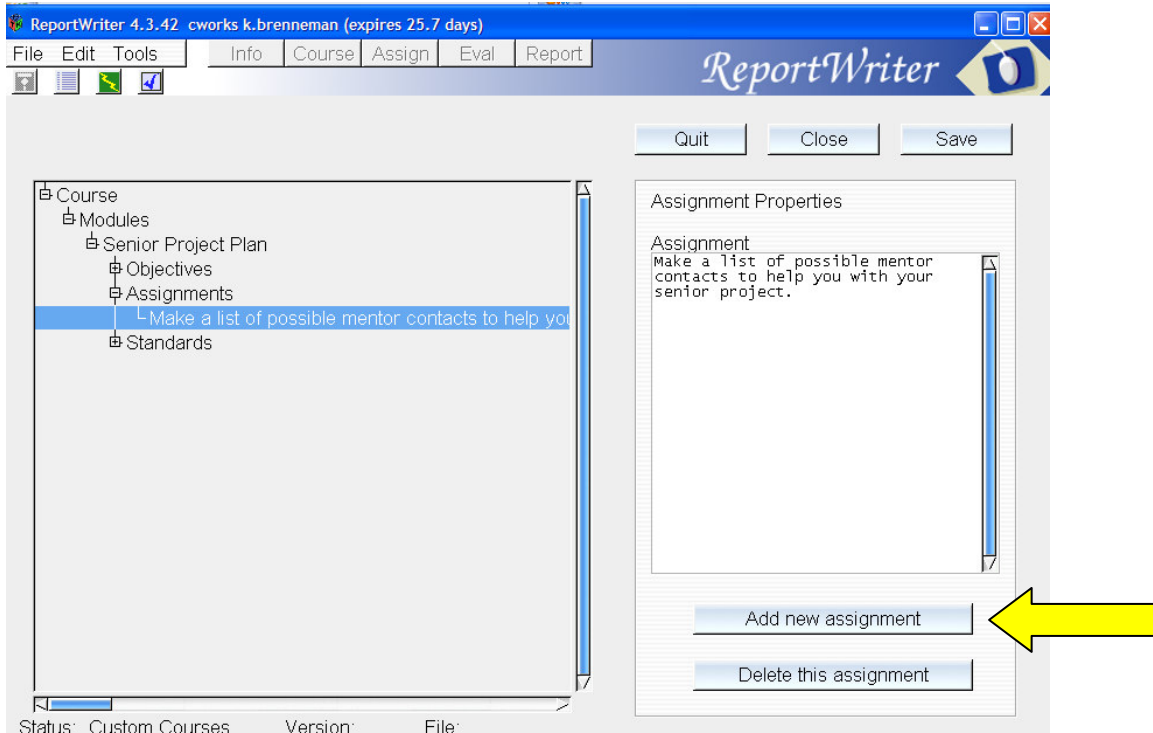 ReportWriter 4.3.42 cworks k.brenneman (expires 25.7 days)
File Edit Tools Info Course Assign Eval Report
ReportWriter
Quit Close Save
Course
Modules
Senior Project Plan
Objectives
Assignments
Make a list of possible mentor contacts to help you
Standards
Assignment Properties
Assignment
Make a list of possible mentor
contacts to help you with your
senior project.
Add new assignment
Delete this assignment
Status: Custom Courses Version: File: